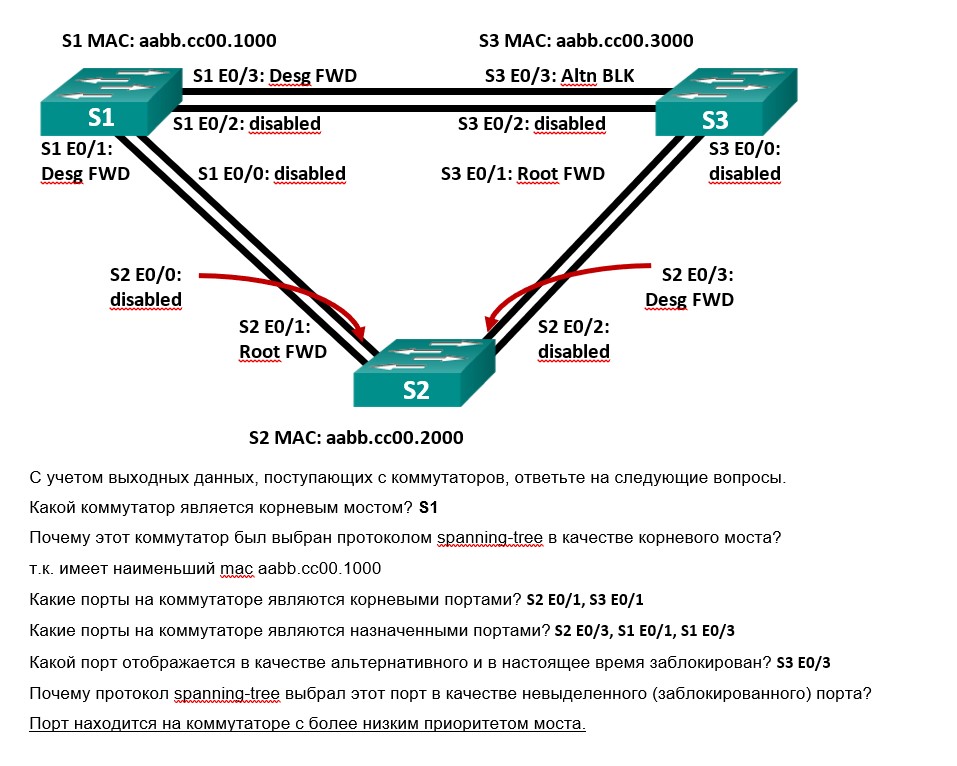 S1 MAC: aabb.cc00.1000
S3 MAC: aabb.cc00.3000
S1 E0/3: Desg FWD
S3 E0/3: Altn BLK
S1
S3
S1 E0/2: disabled
S3 E0/2: disabled
S1 E0/1:
Desg FWD
S1 E0/0: disabled
S3 E0/1: Root FWD
S3 E0/0:
disabled
S2 E0/0:
disabled
S2 E0/3:
Desg FWD
S2 E0/1:
Root FWD
S2 E0/2:
disabled
S2
S2 MAC: aabb.cc00.2000
С учетом выходных данных, поступающих с коммутаторов, ответьте на следующие вопросы.
Какой коммутатор является корневым мостом? S1
Почему этот коммутатор был выбран протоколом spanning-tree в качестве корневого моста?
т.к. имеет наименьший mac aabb.cc00.1000
Какие порты на коммутаторе являются корневыми портами? S2 E0/1, S3 E0/1
Какие порты на коммутаторе являются назначенными портами? S2 E0/3, S1 E0/1, S1 E0/3
Какой порт отображается в качестве альтернативного и в настоящее время заблокирован? S3 E0/3
Почему протокол spanning-tree выбрал этот порт в качестве невыделенного (заблокированного) порта?
Порт находится на коммутаторе с более низким приоритетом моста.